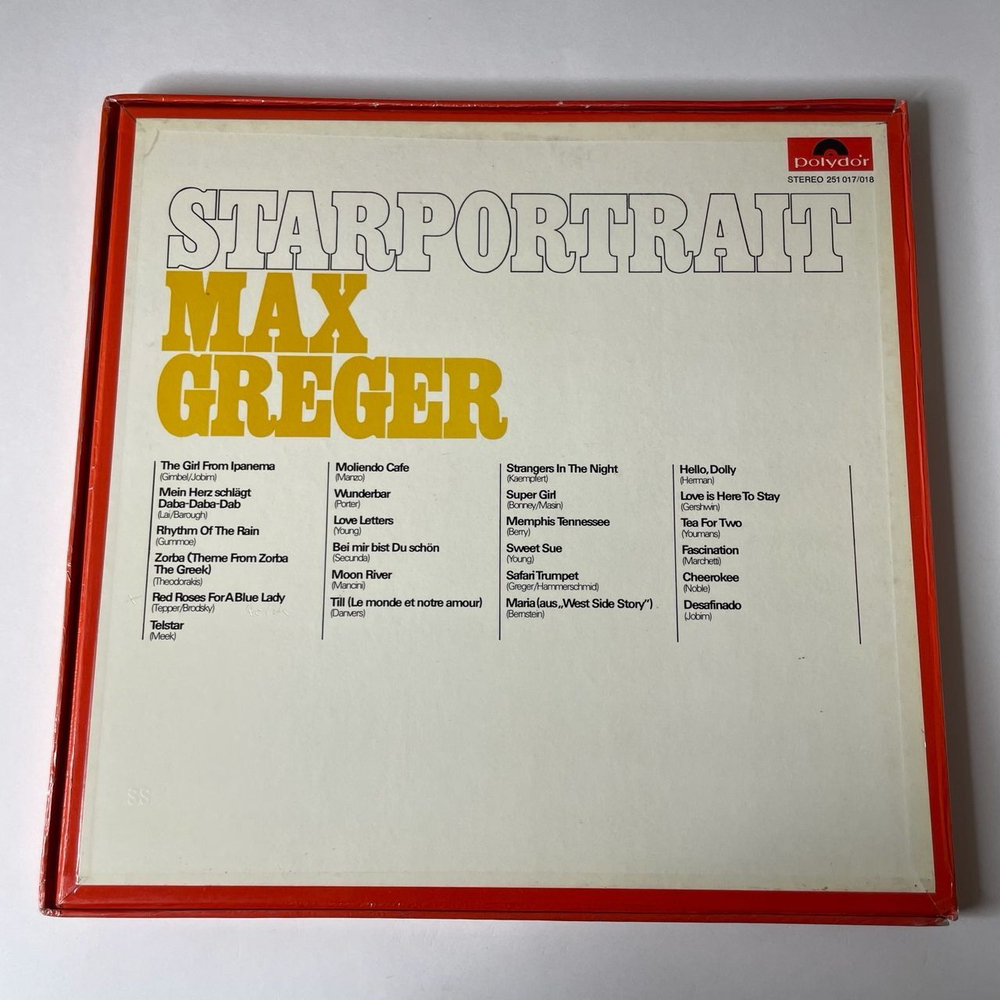 polydor
STEREO 251 017/018
STARPORTRAIT
MAX
GREGER
The Girl From Ipanema
(Gimbel/Jobim)
Mein Herz schlägt
Daba-Daba-Dab
(Lai/Barough)
Rhythm Of The Rain
(Gummoe)
Zorba (Theme From Zorba
The Greek)
(Theodorakis)
Red Roses For A Blue Lady
(Tepper/Brodsky)
Telstar
(Meek)
Moliendo Cafe
(Manzo)
Wunderbar
(Porter)
Love Letters
(Young)
Bei mir bist Du schön
(Secunda)
Moon River
(Mancini)
Till (Le monde et notre amour)
(Danvers)
Strangers In The Night
(Kaempfert)
Super Girl
(Bonney/Masin)
Memphis Tennessee
(Berry)
Sweet Sue
(Young)
Safari Trumpet
(Greger/Hammerschmid)
Maria (aus „West Side Story“)
(Bernstein)
Hello, Dolly
(Herman)
Love is Here To Stay
(Gershwin)
Tea For Two
(Youmans)
Fascination
(Marchetti)
Cheerokee
(Noble)
Desafinado
(Jobim)
SS